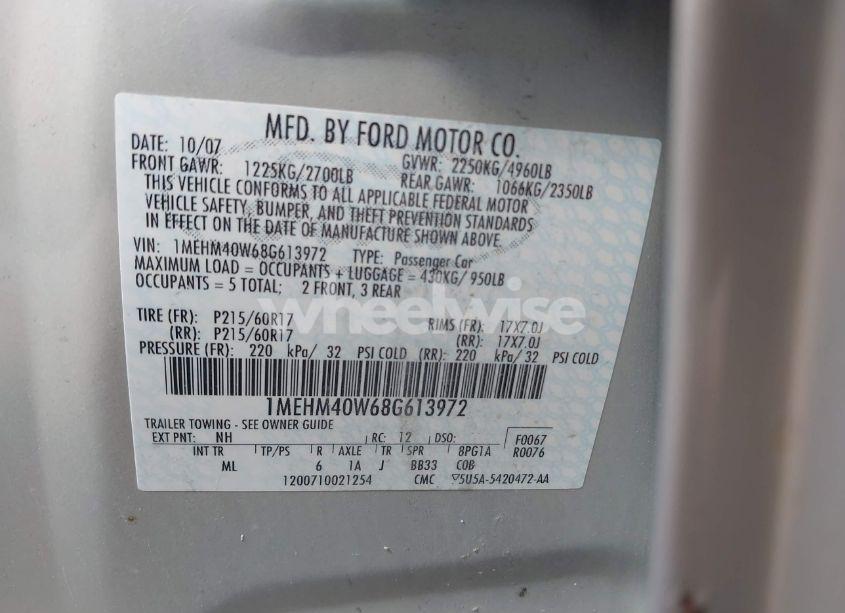 MFD. BY FORD MOTOR CO.
DATE: 10/07 GVWR: 2250KG/4960LB
FRONT GAWR: 1225KG/2700LB REAR GAWR: 1066KG/2350LB
THIS VEHICLE CONFORMS TO ALL APPLICABLE FEDERAL MOTOR
VEHICLE SAFETY, BUMPER, AND THEFT PREVENTION STANDARDS
IN EFFECT ON THE DATE OF MANUFACTURE SHOWN ABOVE.
VIN: 1MEHM40W68G613972 TYPE: Passenger Car
MAXIMUM LOAD = OCCUPANTS + LUGGAGE = 430KG/ 950LB
OCCUPANTS = 5 TOTAL; 2 FRONT, 3 REAR
wheelwise
TIRE (FR): P215/60R17 RIMS (FR): 17X7.0J
(RR): P215/60R17 (RR): 17X7.0J
PRESSURE (FR): 220 kPa/ 32 PSI COLD (RR): 220 kPa/ 32 PSI COLD
1MEHM40W68G613972
TRAILER TOWING - SEE OWNER GUIDE
EXT PNT: NH RC: 12 DSO: F0067
INT TR TP/PS R AXLE TR SPR 8PG1A R0076
ML 6 1A J BB33 COB
1200710021254 CMC 5U5A-5420472-AA